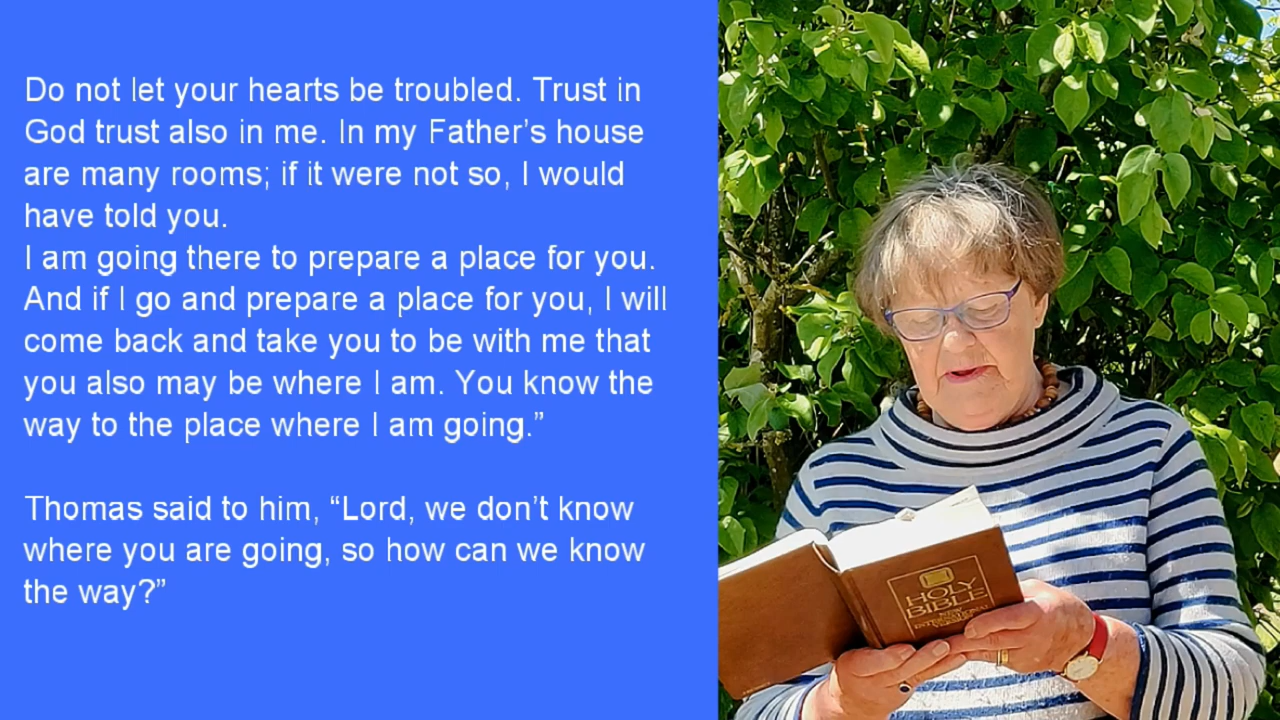 Do not let your hearts be troubled. Trust in
God trust also in me. In my Father’s house
are many rooms; if it were not so, I would
have told you.
I am going there to prepare a place for you.
And if I go and prepare a place for you, I will
come back and take you to be with me that
you also may be where I am. You know the
way to the place where I am going.”
Thomas said to him, “Lord, we don’t know
where you are going, so how can we know
the way?”
HOLY
BIBLE
NEW
INTERNATIONAL
VERSION